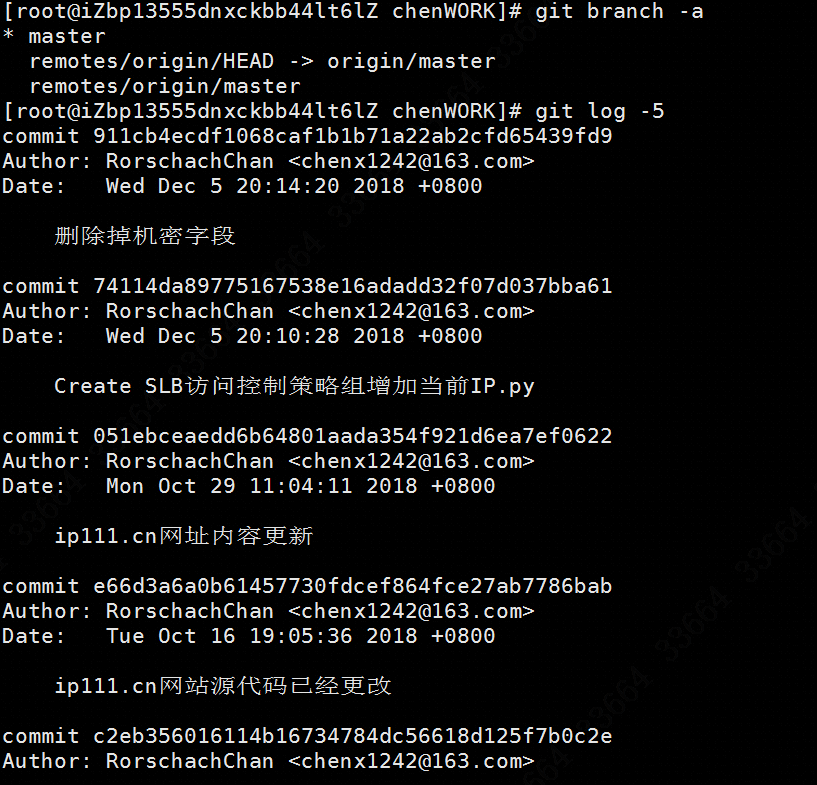 [root@iZbp13555dnxckbb44lt6lZ chenWORK]# git branch -a
* master
  remotes/origin/HEAD -> origin/master
  remotes/origin/master
[root@iZbp13555dnxckbb44lt6lZ chenWORK]# git log -5
commit 911cb4ecdf1068caf1b1b71a22ab2cfd65439fd9
Author: RorschachChan <chenx1242@163.com>
Date:   Wed Dec 5 20:14:20 2018 +0800
    删除掉机密字段
commit 74114da89775167538e16adadd32f07d037bba61
Author: RorschachChan <chenx1242@163.com>
Date:   Wed Dec 5 20:10:28 2018 +0800
    Create SLB访问控制策略组增加当前IP.py
commit 051ebceaedd6b64801aada354f921d6ea7ef0622
Author: RorschachChan <chenx1242@163.com>
Date:   Mon Oct 29 11:04:11 2018 +0800
    ip111.cn网址内容更新
commit e66d3a6a0b61457730fdcef864fce27ab7786bab
Author: RorschachChan <chenx1242@163.com>
Date:   Tue Oct 16 19:05:36 2018 +0800
    ip111.cn网站源代码已经更改
commit c2eb356016114b16734784dc56618d125f7b0c2e
Author: RorschachChan <chenx1242@163.com>
33664 33664 33664 33664